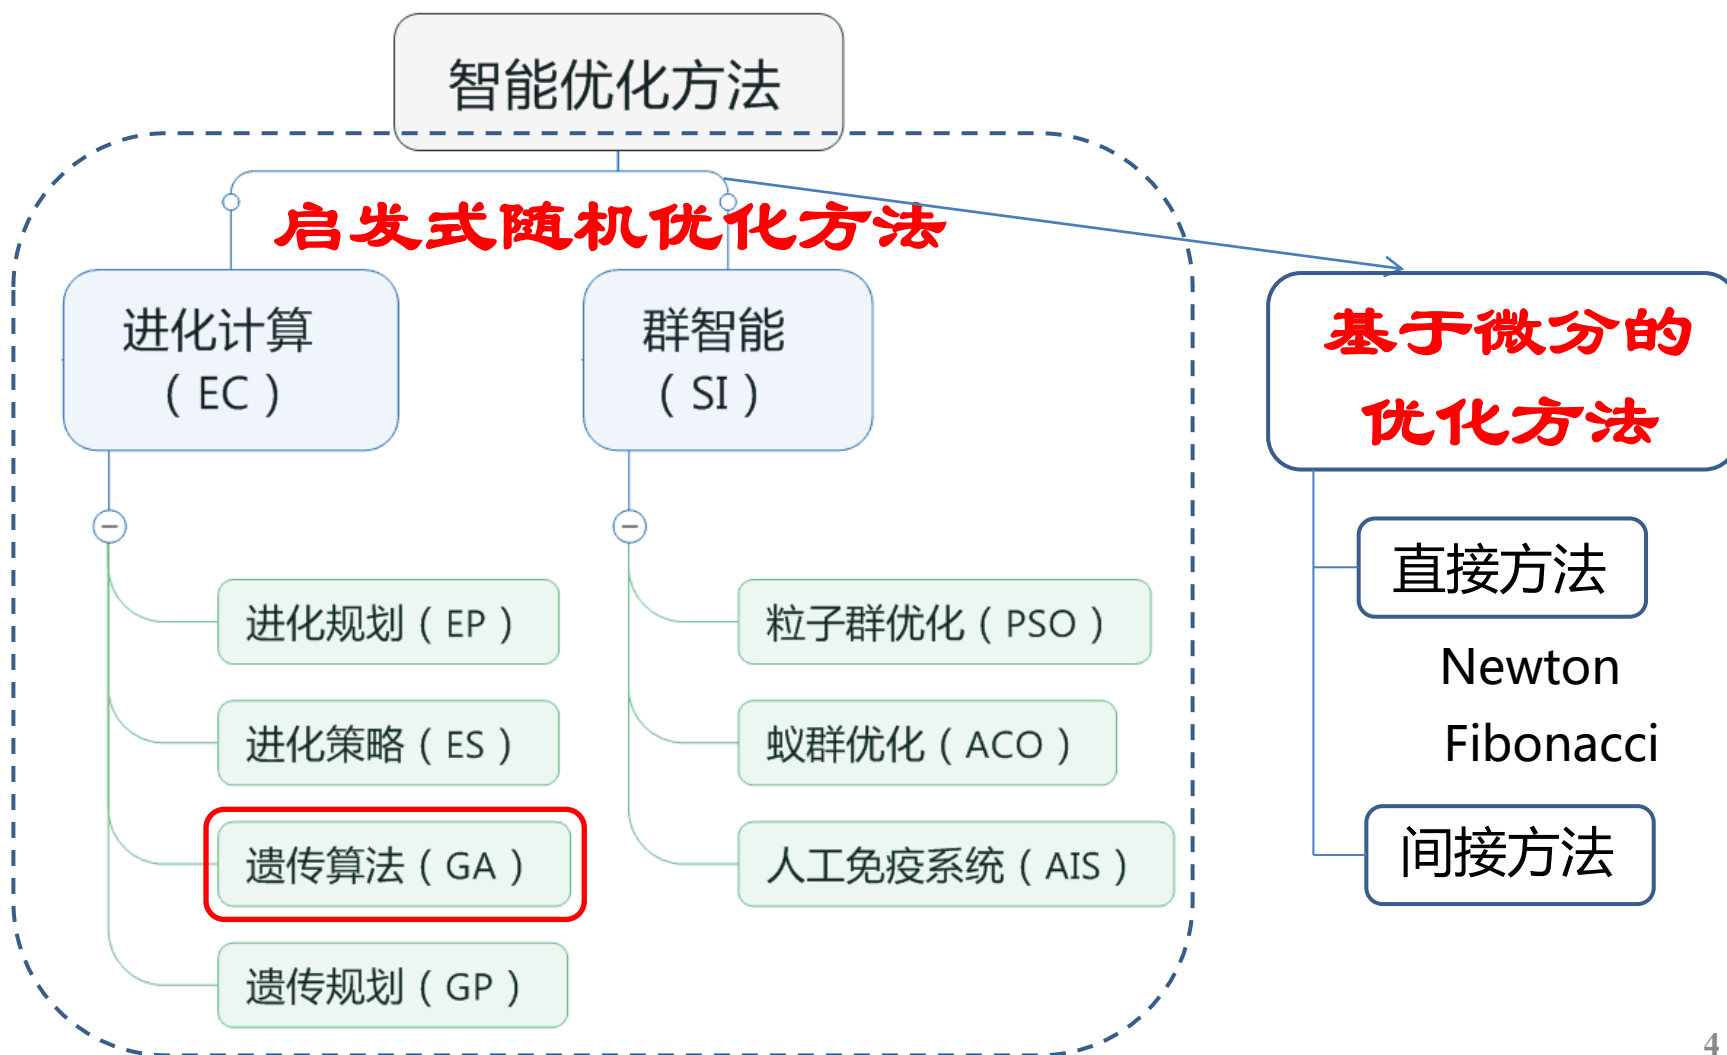 智能优化方法
启发式随机优化方法
进化计算
（EC）
进化规划（EP）
进化策略（ES）
遗传算法（GA）
遗传规划（GP）
群智能
（SI）
粒子群优化（PSO）
蚁群优化（ACO）
人工免疫系统（AIS）
基于微分的
优化方法
直接方法
Newton
Fibonacci
间接方法
4